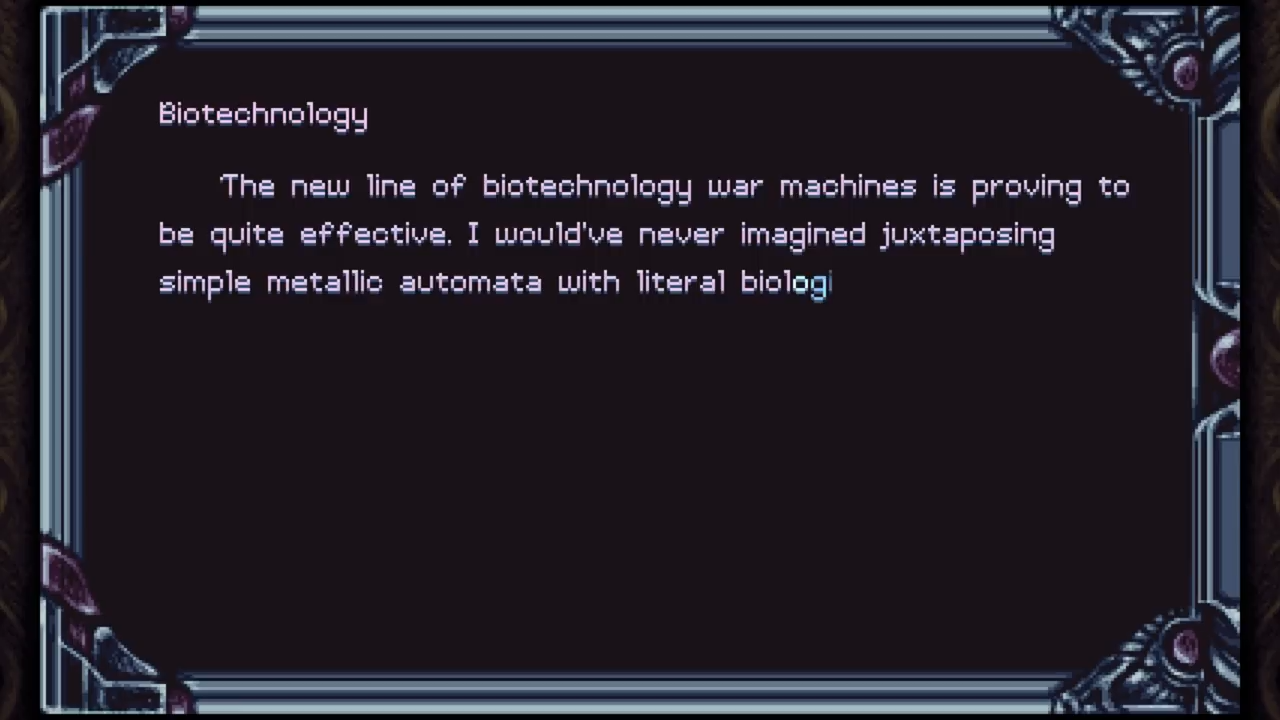 Biotechnology
The new line of biotechnology war machines is proving to
be quite effective. I would've never imagined juxtaposing
simple metallic automata with literal biologi